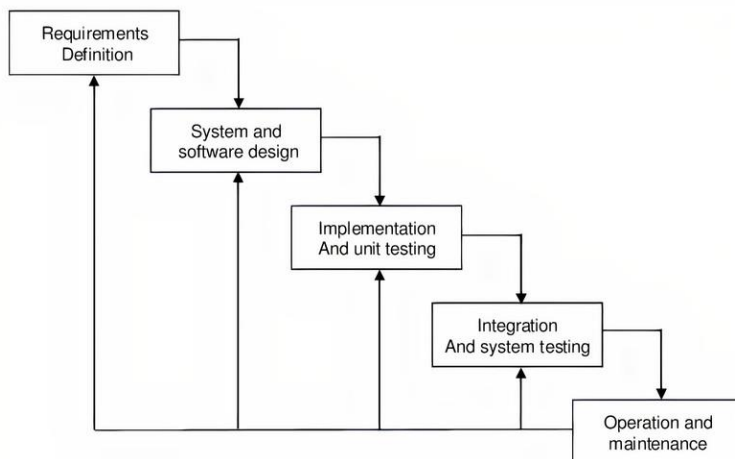 Requirements
Definition
System and
software design
Implementation
And unit testing
Integration
And system testing
Operation and
maintenance